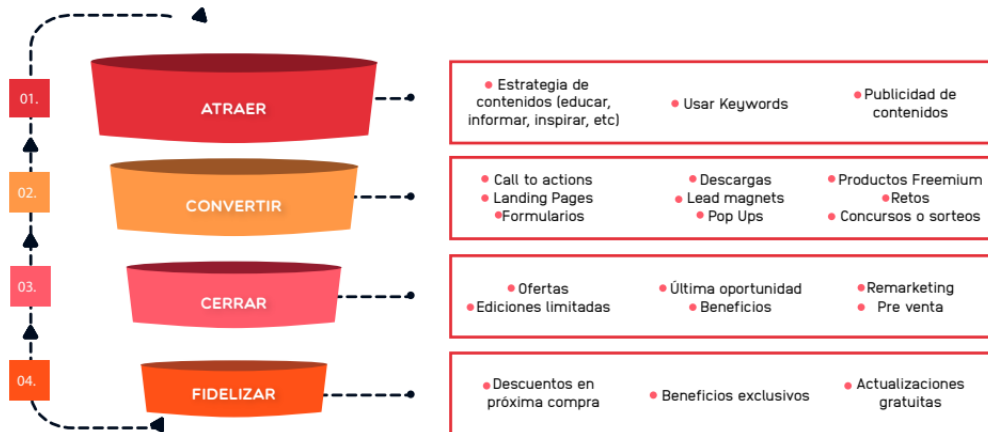 01.
ATRAER
Estrategia de
contenidos (educar,
informar, inspirar, etc)
Usar Keywords
Publicidad de
contenidos
02.
CONVERTIR
Call to actions
Landing Pages
Formularios
Descargas
Lead magnets
Pop Ups
Productos Freemium
Retos
Concursos o sorteos
03.
CERRAR
Ofertas
Ediciones limitadas
Última oportunidad
Beneficios
Remarketing
Pre venta
04.
FIDELIZAR
Descuentos en
próxima compra
Beneficios exclusivos
Actualizaciones
gratuitas